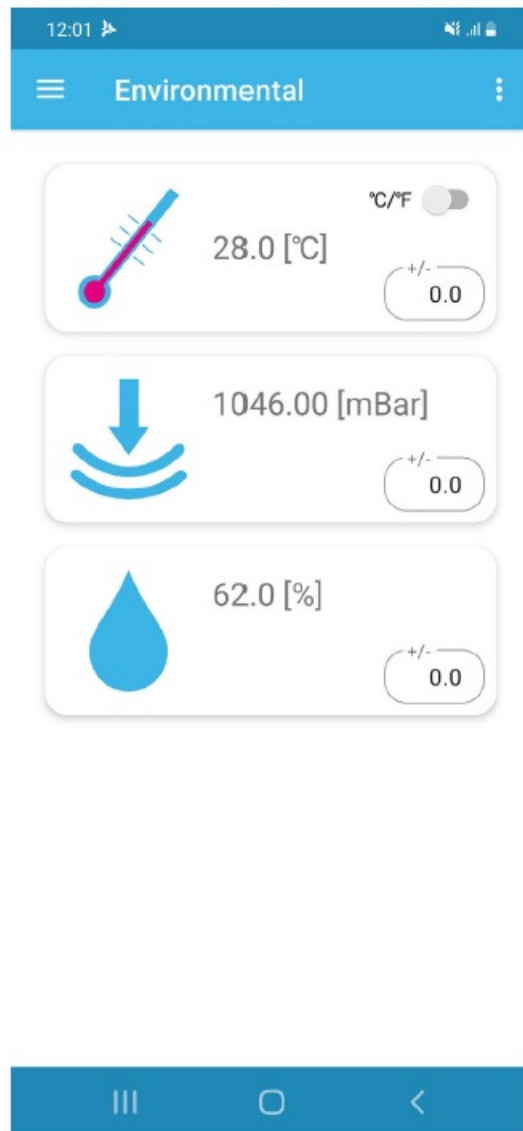 12:01
Environmental
°C/°F
28.0 [°C]
+/-
0.0
1046.00 [mBar]
+/-
0.0
62.0 [%]
+/-
0.0